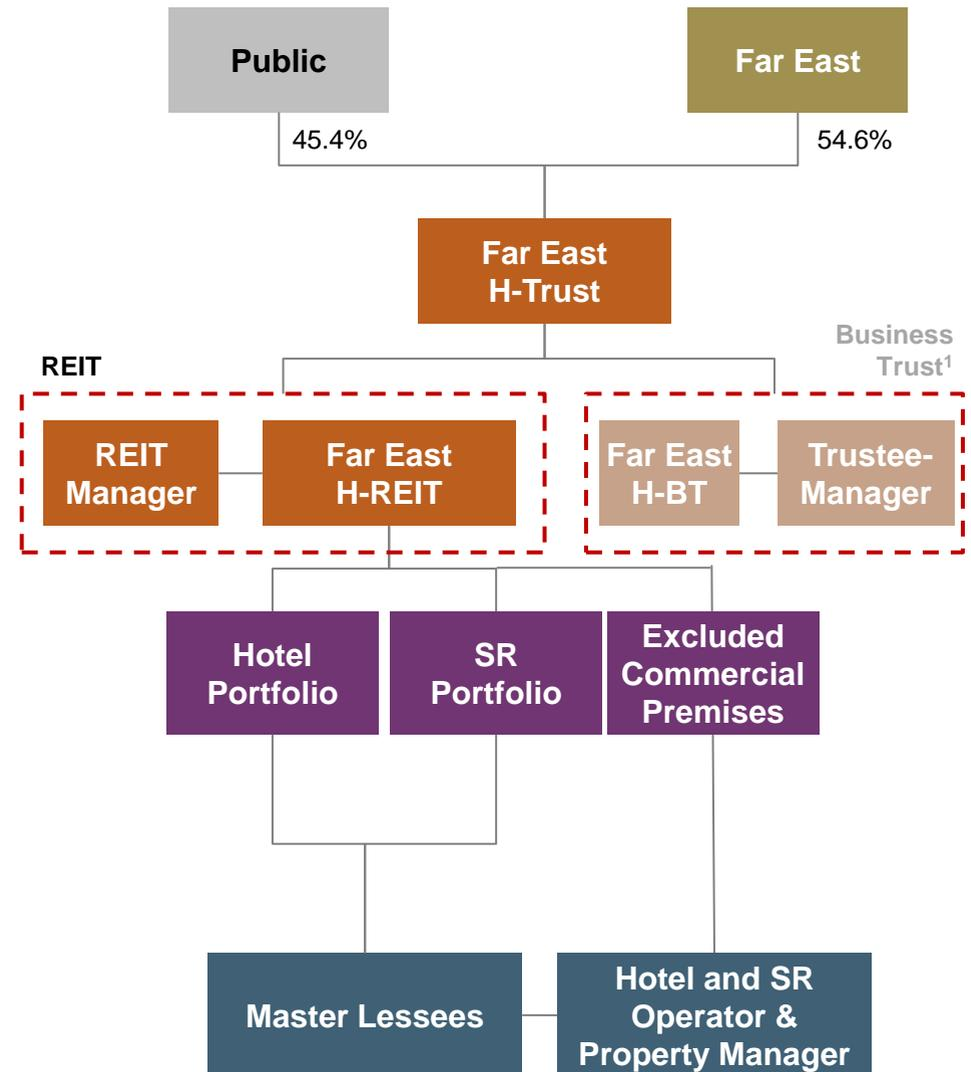 Public
Far East
45.4%
54.6%
Far East
H-Trust
REIT
Business
Trust¹
REIT
Manager
Far East
H-REIT
Far East
H-BT
Trustee-
Manager
Hotel
Portfolio
SR
Portfolio
Excluded
Commercial
Premises
Master Lessees
Hotel and SR
Operator &
Property Manager